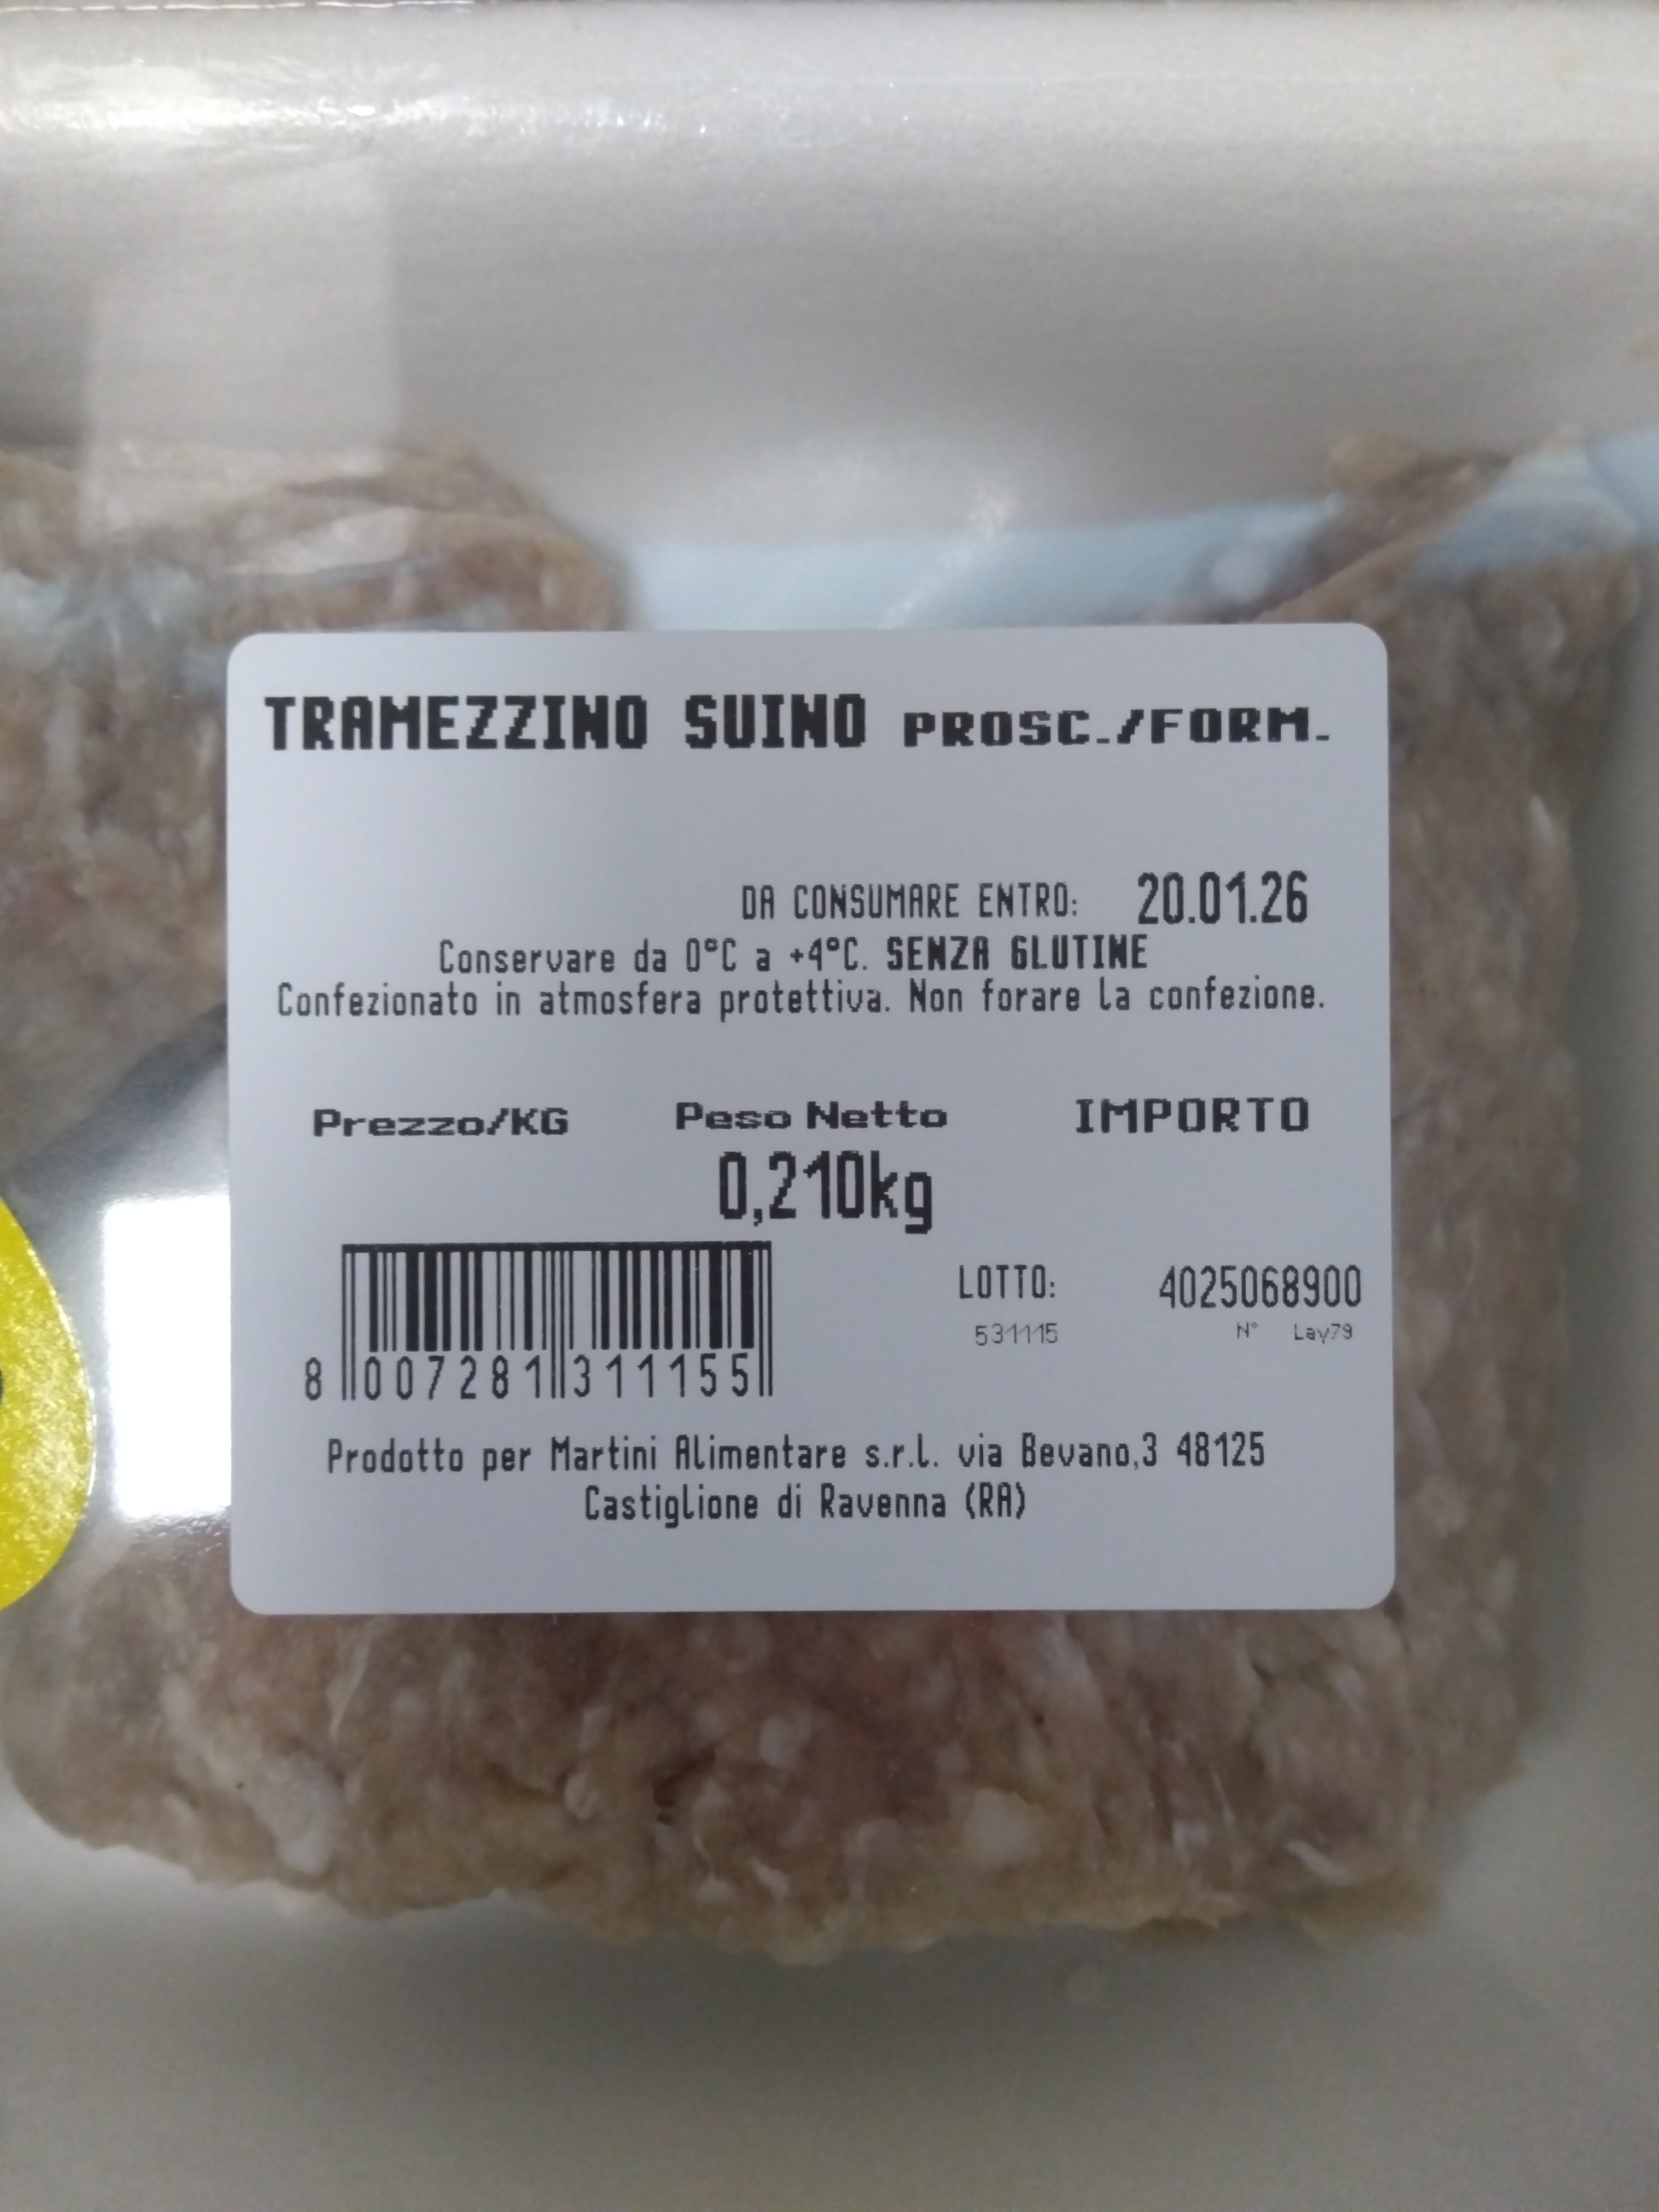 TRAMEZZINO SUINO PROSC./FORM.
DA CONSUMARE ENTRO: 20.01.26
Conservare da 0°C a +4°C. SENZA GLUTINE
Confezionato in atmosfera protettiva. Non forare la confezione.
Prezzo/KG Peso Netto IMPORTO
0,210kg
LOTTO: 4025068900
531115 N° Lay79
8 007281 311155
Prodotto per Martini Alimentare s.r.l. via Bevano,3 48125
Castiglione di Ravenna (RA)